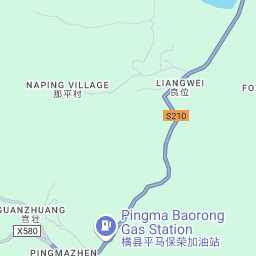 NAPING VILLAGE
那平村
LIANGWEI
良位
FO
S210
GUANZHUANG
官壮
X580
Pingma Baorong
Gas Station
横县平马保荣加油站
PINGMAZHEN